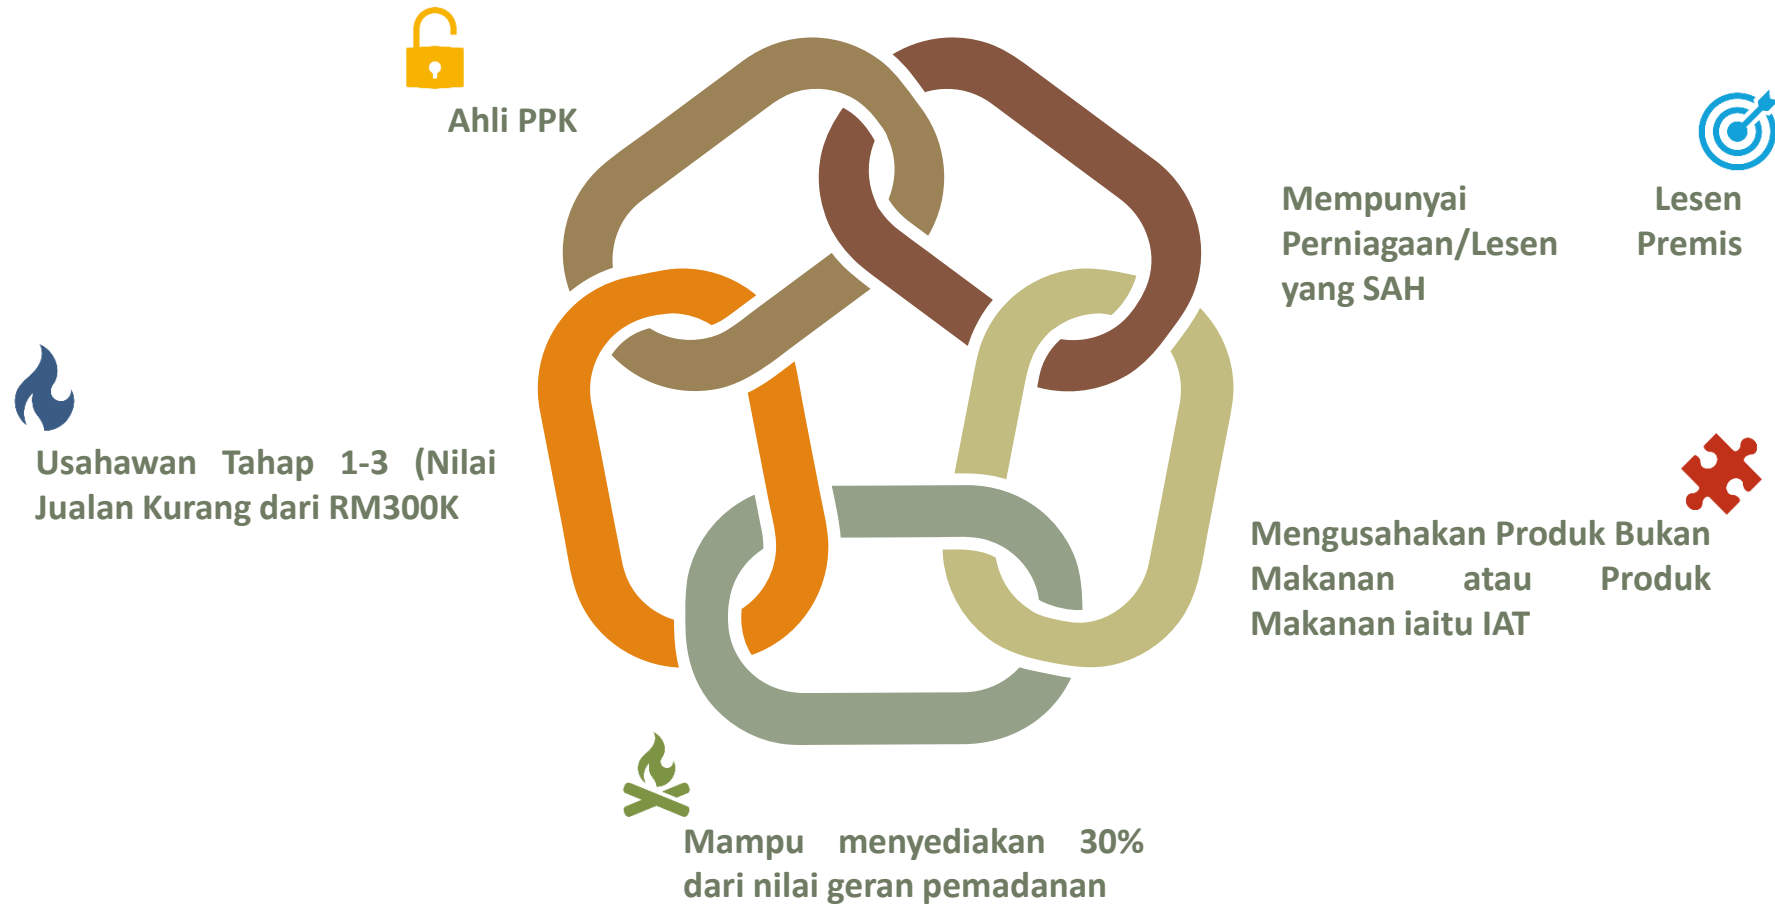 Ahli PPK
Mempunyai Lesen
Perniagaan/Lesen Premis
yang SAH
Usahawan Tahap 1-3 (Nilai
Jualan Kurang dari RM300K
Mengusahakan Produk Bukan
Makanan atau Produk
Makanan iaitu IAT
Mampu menyediakan 30%
dari nilai geran pemadanan